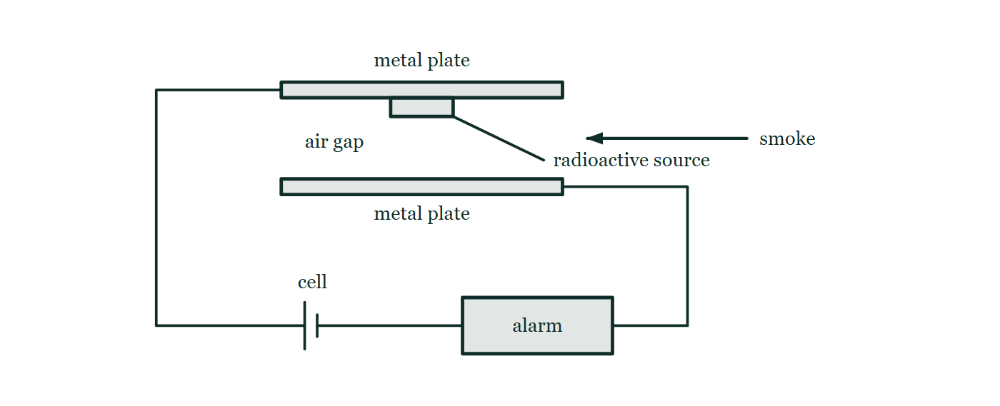 metal plate
air gap
smoke
radioactive source
metal plate
cell
alarm